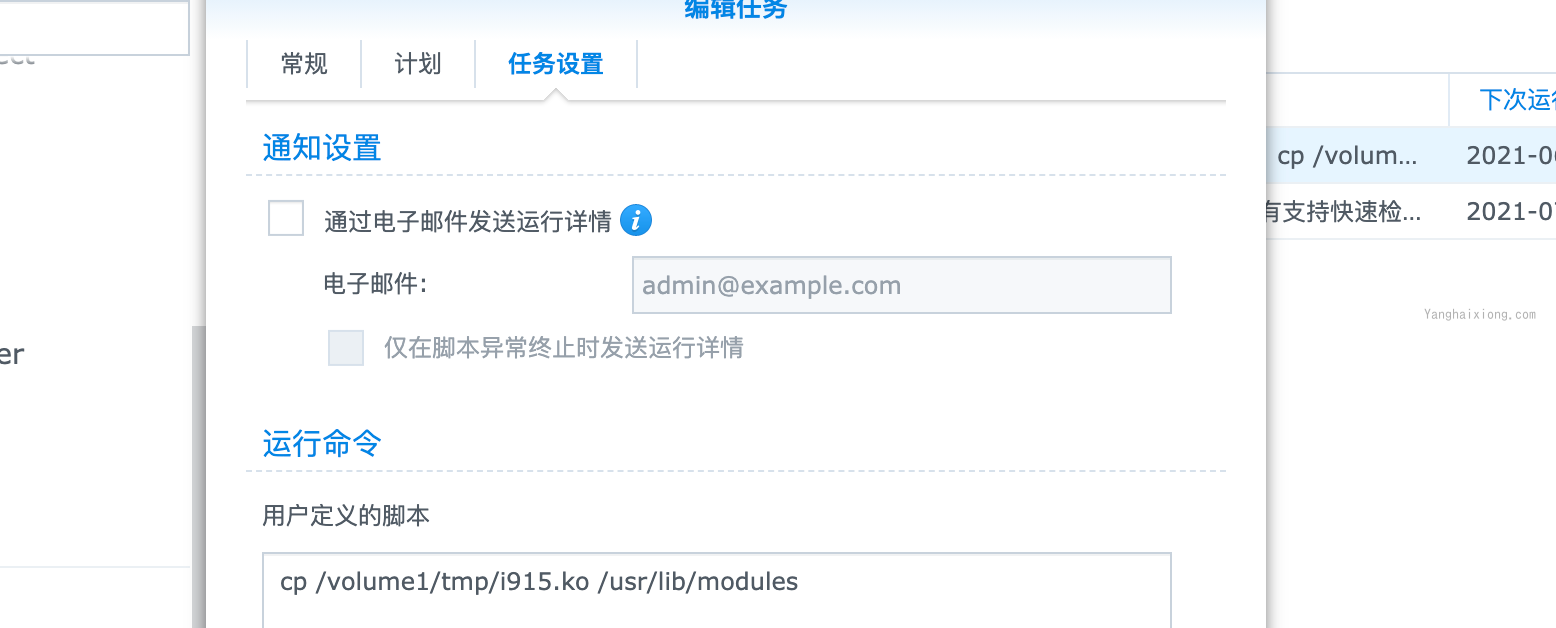 编辑任务
常规 计划 任务设置
下次运行
通知设置
cp /volum... 2021-0
通过电子邮件发送运行详情
有支持快速检... 2021-0
电子邮件: admin@example.com
Yanghaixiong.com
仅在脚本异常终止时发送运行详情
er
运行命令
用户定义的脚本
cp /volume1/tmp/i915.ko /usr/lib/modules